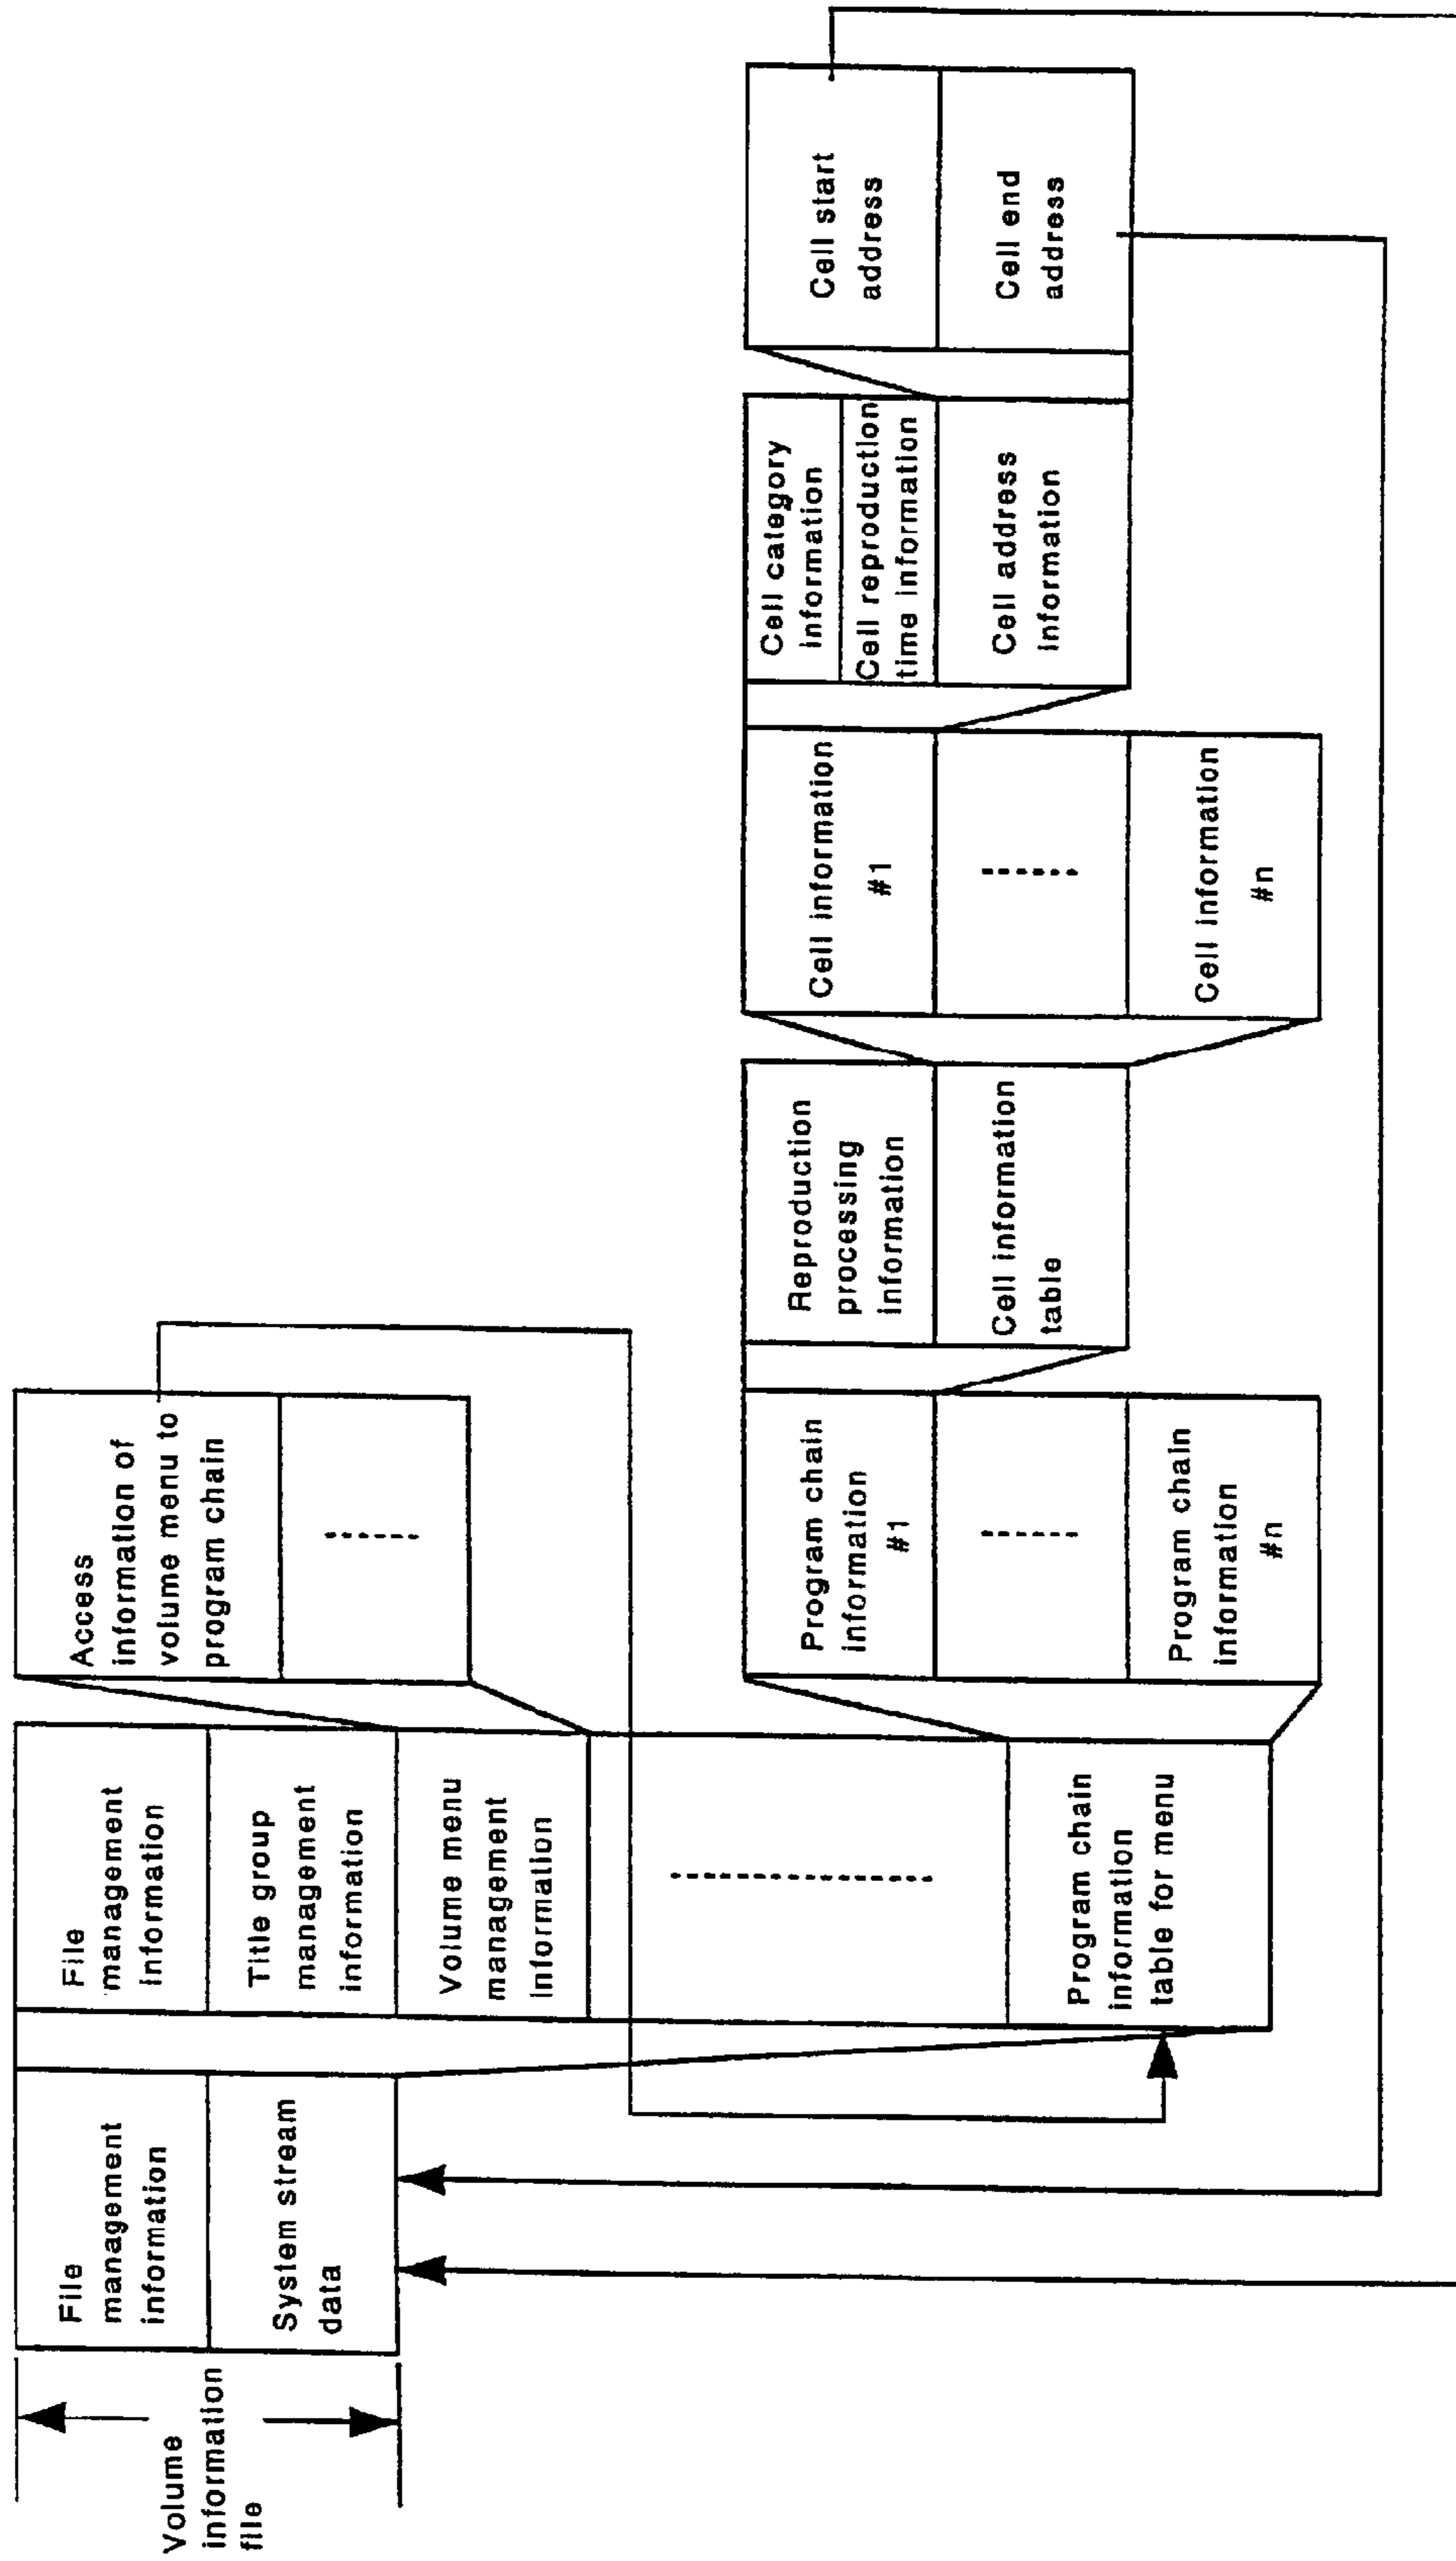 Volume
information
file
File
management
information
System stream
data
File
management
information
Title group
management
information
Volume menu
management
information
Program chain
information
table for menu
Access
information of
volume menu to
program chain
Program chain
information
#1
Program chain
information
#n
Reproduction
processing
information
Cell information
table
Cell information
#1
Cell information
#n
Cell category
information
Cell reproduction
time information
Cell address
information
Cell start
address
Cell end
address